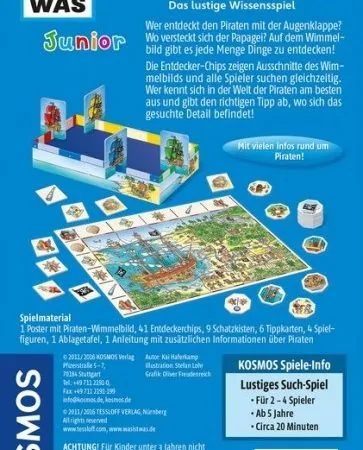 WAS
Junior
Das lustige Wissensspiel
Wer entdeckt den Piraten mit der Augenklappe?
Wo versteckt sich der Papagei? Auf dem Wimmel-
bild gibt es jede Menge Dinge zu entdecken!
Die Entdecker-Chips zeigen Ausschnitte des Wim-
melbilds und alle Spieler suchen gleichzeitig.
Wer kennt sich in der Welt der Piraten am besten
aus und gibt den richtigen Tipp ab, wo sich das
gesuchte Detail befindet!
Mit vielen Infos rund um
Piraten!
Spielmaterial
1 Poster mit Piraten-Wimmelbild, 41 Entdeckerchips, 9 Schatzkisten, 6 Tippkarten, 4 Spiel-
figuren, 1 Ablagetafel, 1 Anleitung mit zusätzlichen Informationen über Piraten
© 2011/2016 KOSMOS Verlag
Pfizerstraße 5-7,
70184 Stuttgart
Tel.: +49 711 2191-0,
Fax: +49 711 2191-199
info@kosmos.de, kosmos.de
© 2011/2016 TESSLOFF VERLAG, Nürnberg
All rights reserved
www.tessloff.com, www.wasistwas.de
Autor: Kai Haferkamp
Illustration: Stefan Lohr
Grafik: Oliver Freudenreich
KOSMOS
KOSMOS Spiele-Info
Lustiges Such-Spiel
• Für 2 – 4 Spieler
• Ab 5 Jahre
• Circa 20 Minuten
ACHTUNG! Für Kinder unter 3 Jahren nicht